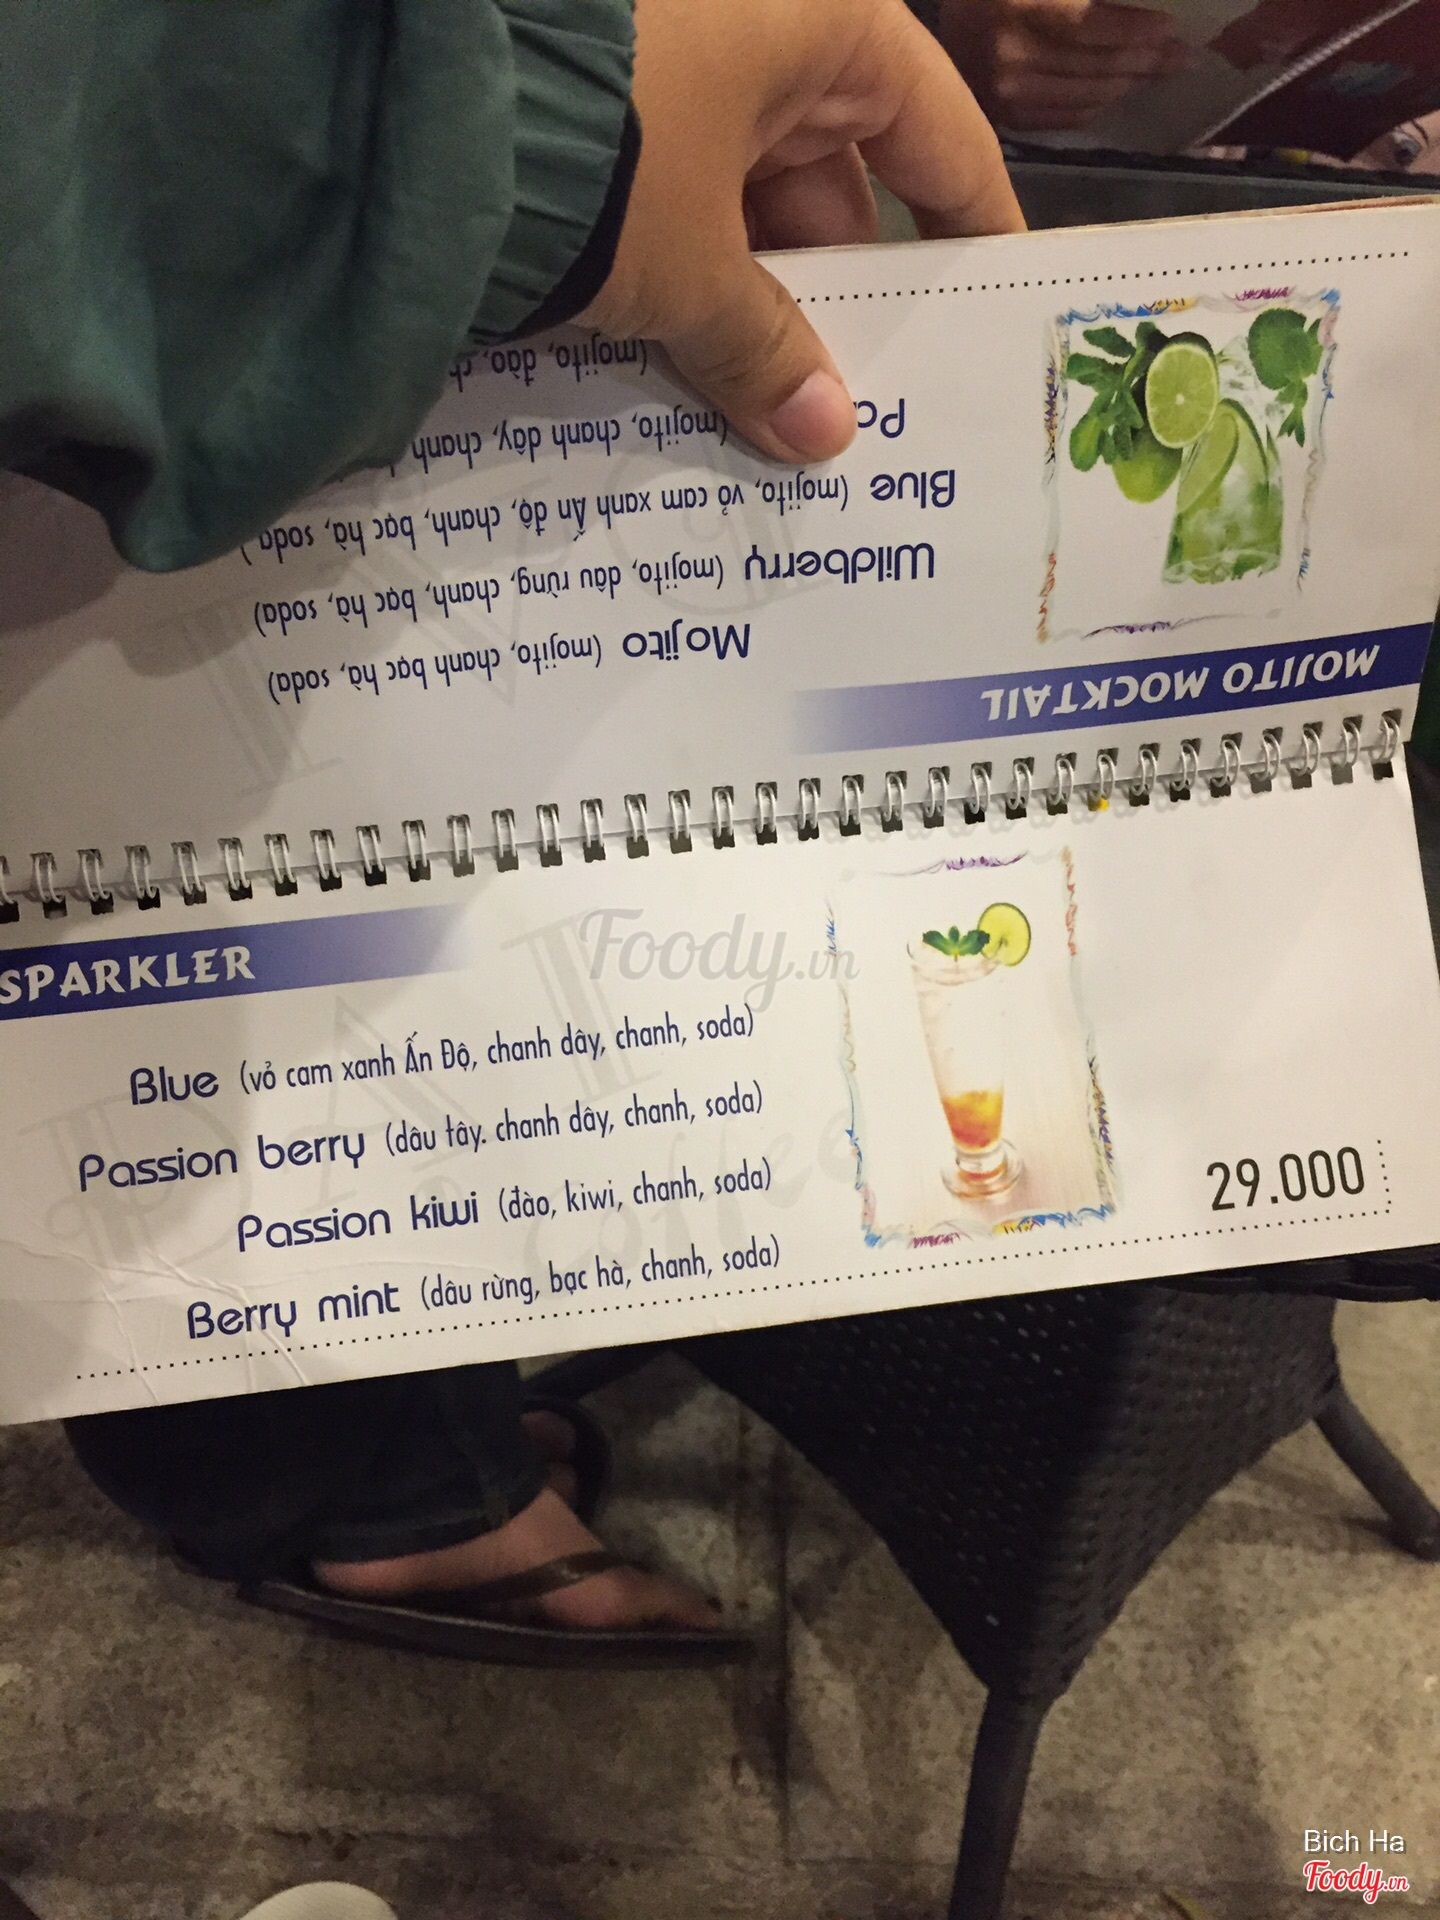 MOJITO MOCKTAIL
Mojito (mojito, chanh bạc hà, soda)
Wildberry (mojito, dâu rừng, chanh, bạc hà, soda)
Blue (mojito, vỏ cam xanh Ấn độ, chanh, bạc hà, soda)
(mojito, chanh dây, chanh
(mojito, đào,
SPARKLER
Blue (vỏ cam xanh Ấn Độ, chanh dây, chanh, soda)
Passion berry (dâu tây. chanh dây, chanh, soda)
Passion kiwi (đào, kiwi, chanh, soda)
Berry mint (dâu rừng, bạc hà, chanh, soda)
29.000
Foody.vn
Coffee
Bich Ha
Foody.vn